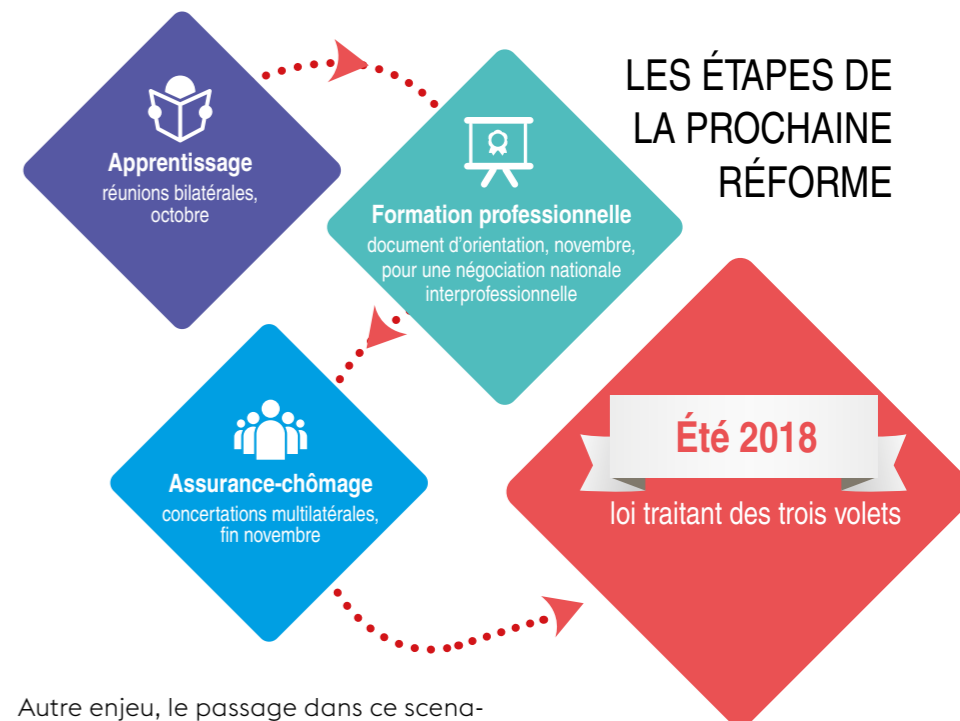 LES ÉTAPES DE
LA PROCHAINE
RÉFORME
Apprentissage
réunions bilatérales,
octobre
Formation professionnelle
document d’orientation, novembre,
pour une négociation nationale
interprofessionnelle
Assurance-chômage
concertations multilatérales,
fin novembre
Été 2018
loi traitant des trois volets
Autre enjeu, le passage dans ce scena-